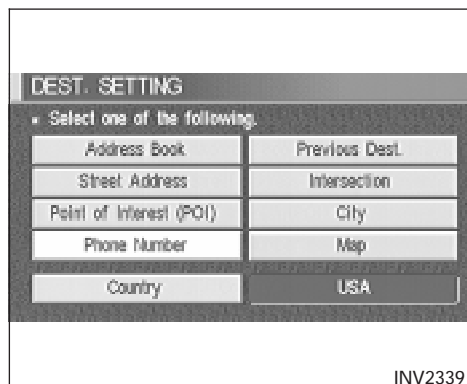 DEST. SETTING
Select one of the following.
Address Book Previous Dest.
Street Address Intersection
Point of Interest (POI) City
Phone Number Map
Country USA
INV2339